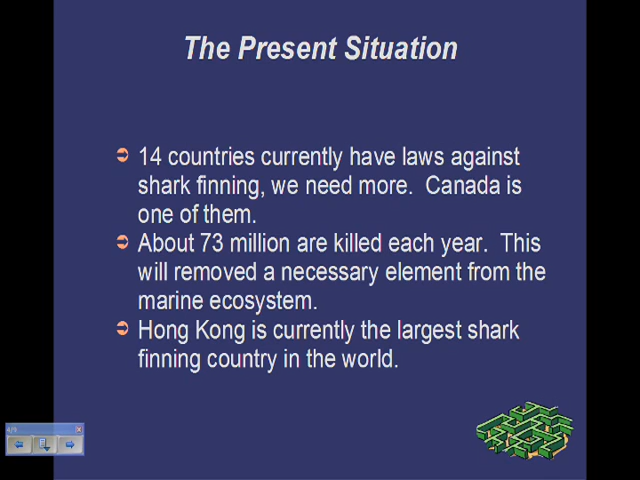 The Present Situation
14 countries currently have laws against
shark finning, we need more. Canada is
one of them.
About 73 million are killed each year. This
will removed a necessary element from the
marine ecosystem.
Hong Kong is currently the largest shark
finning country in the world.
4/9